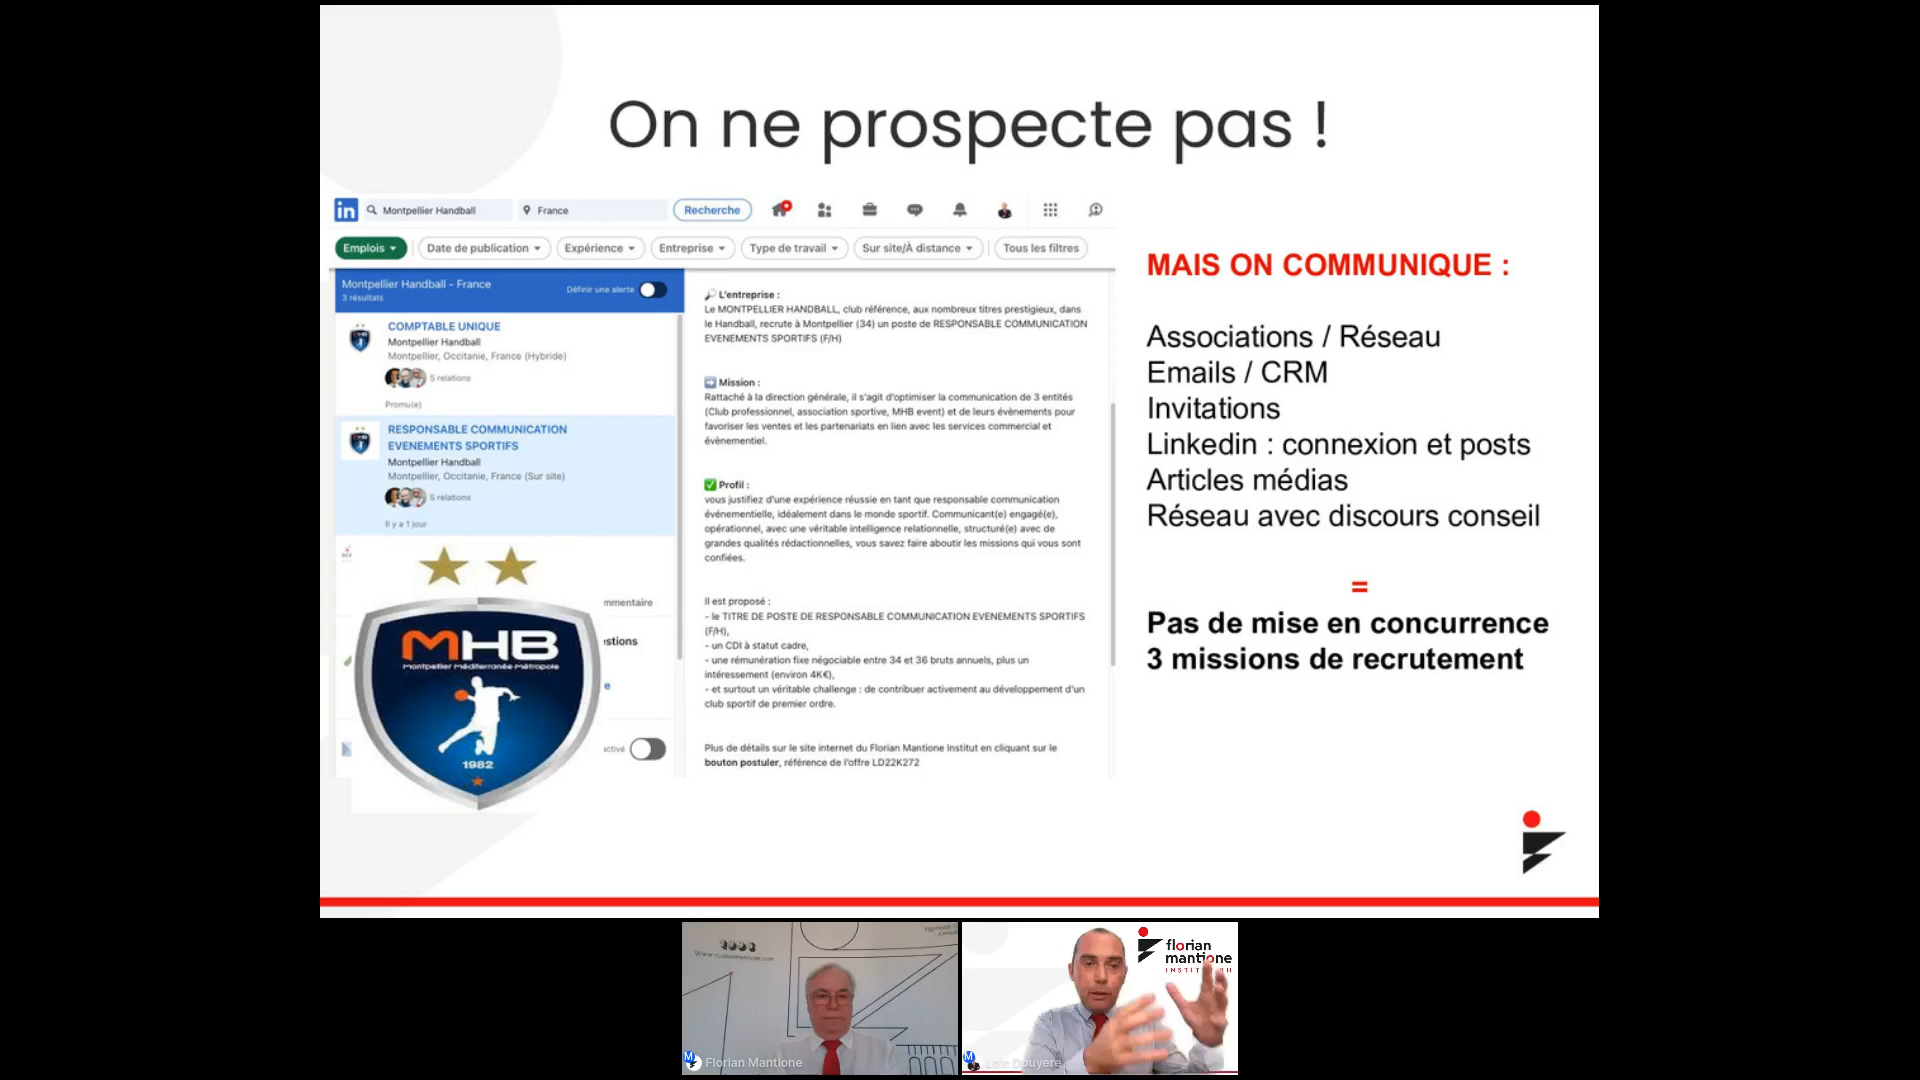 On ne prospecte pas !
in
Montpellier Handball
France
Recherche
Emplois
Date de publication
Expérience
Entreprise
Type de travail
Sur site/À distance
Tous les filtres
Montpellier Handball - France
3 résultats
Définir une alerte
COMPTABLE UNIQUE
Montpellier Handball
Montpellier, Occitanie, France (Hybride)
5 relations
Promu(e)
RESPONSABLE COMMUNICATION
EVENEMENTS SPORTIFS
Montpellier Handball
Montpellier, Occitanie, France (Sur site)
5 relations
Il y a 1 jour
mmentaire
stions
e
MHB
montpellier méditerranée métropole
1982
L'entreprise :
Le MONTPELLIER HANDBALL, club référence, aux nombreux titres prestigieux, dans
le Handball, recrute à Montpellier (34) un poste de RESPONSABLE COMMUNICATION
EVENEMENTS SPORTIFS (F/H)
Mission :
Rattaché à la direction générale, il s'agit d'optimiser la communication de 3 entités
(Club professionnel, association sportive, MHB event) et de leurs évènements pour
favoriser les ventes et les partenariats en lien avec les services commercial et
évènementiel.
Profil :
vous justifiez d'une expérience réussie en tant que responsable communication
événementielle, idéalement dans le monde sportif. Communicant(e) engagé(e),
opérationnel, avec une véritable intelligence relationnelle, structuré(e) avec de
grandes qualités rédactionnelles, vous savez faire aboutir les missions qui vous sont
confiées.
Il est proposé :
- le TITRE DE POSTE DE RESPONSABLE COMMUNICATION EVENEMENTS SPORTIFS
(F/H),
- un CDI à statut cadre,
- une rémunération fixe négociable entre 34 et 36 bruts annuels, plus un
intéressement (environ 4K€),
- et surtout un véritable challenge : de contribuer activement au développement d'un
club sportif de premier ordre.
Plus de détails sur le site internet du Florian Mantione Institut en cliquant sur le
bouton postuler, référence de l'offre LD22K272
MAIS ON COMMUNIQUE :
Associations / Réseau
Emails / CRM
Invitations
Linkedin : connexion et posts
Articles médias
Réseau avec discours conseil
=
Pas de mise en concurrence
3 missions de recrutement
www.florianmantione.com
Florian Mantione
florian
mantione
Douyere